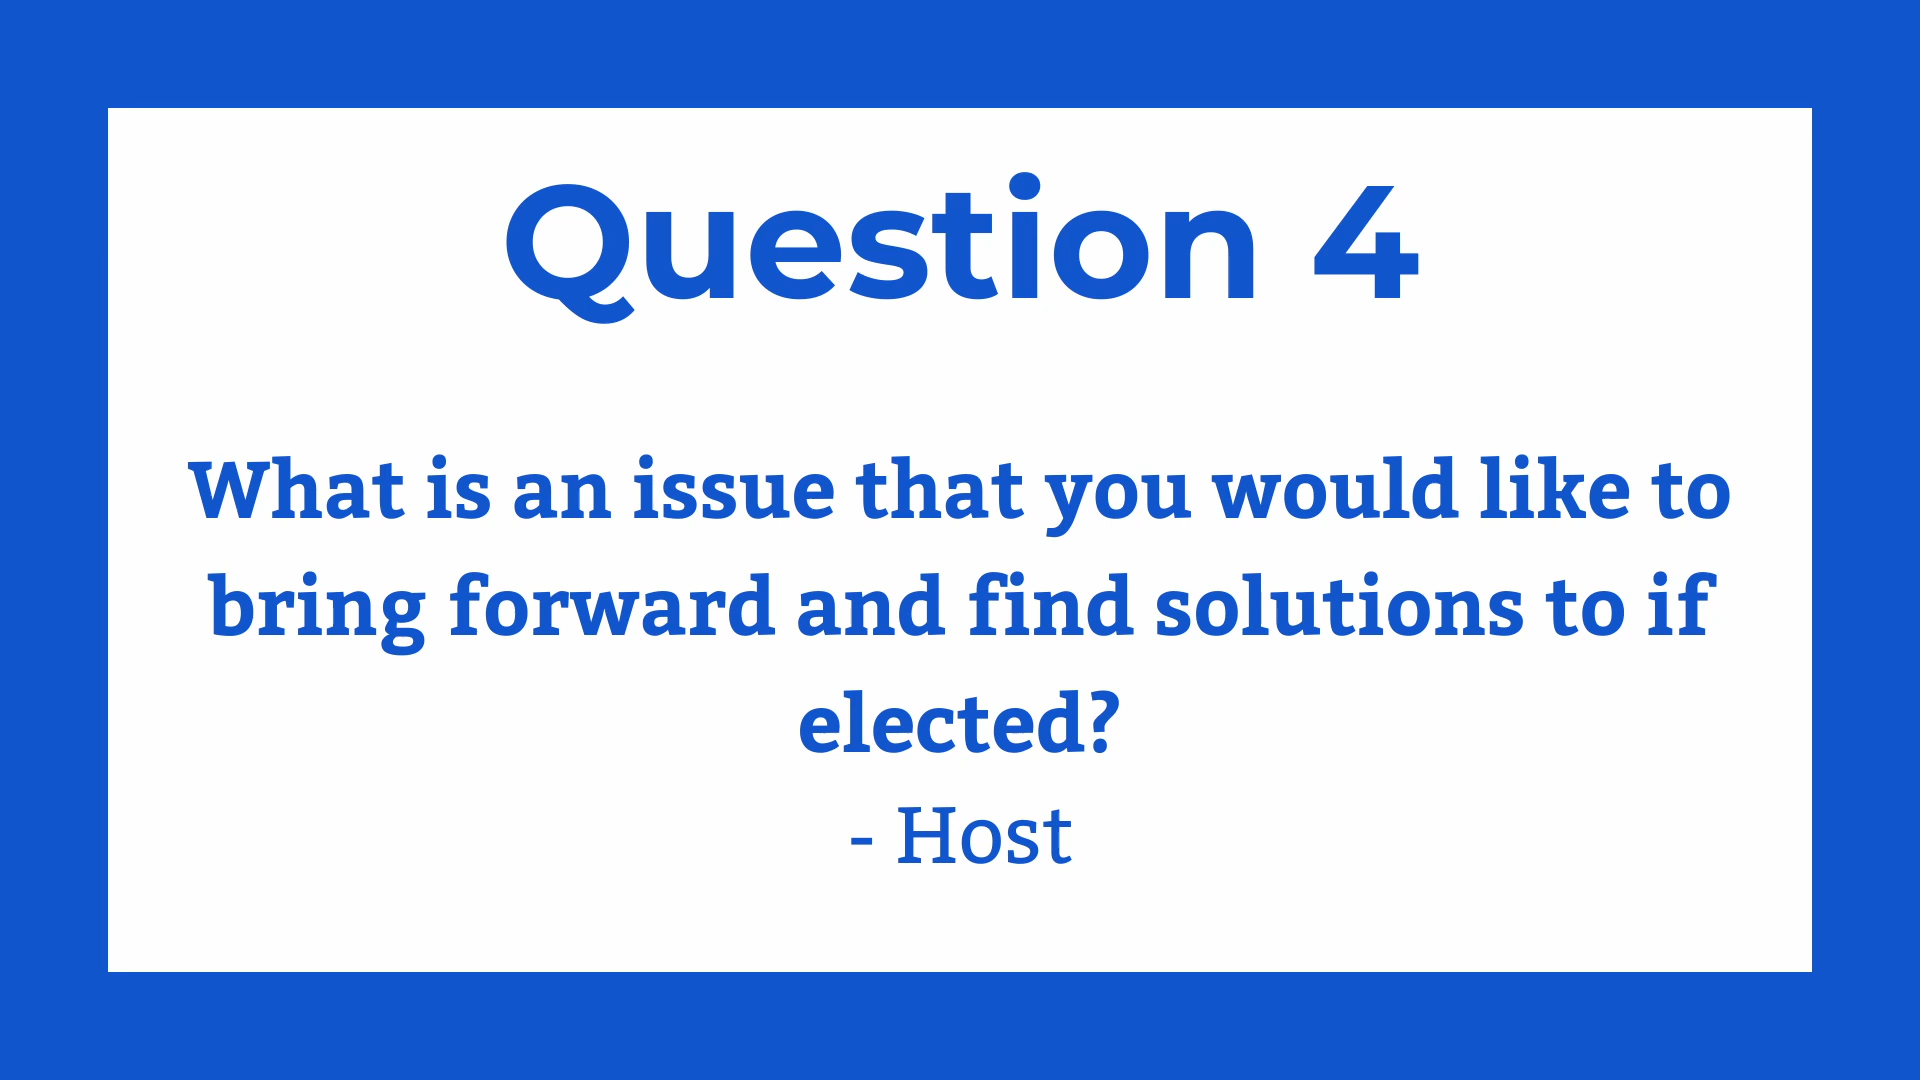 Question 4
What is an issue that you would like to
bring forward and find solutions to if
elected?
- Host